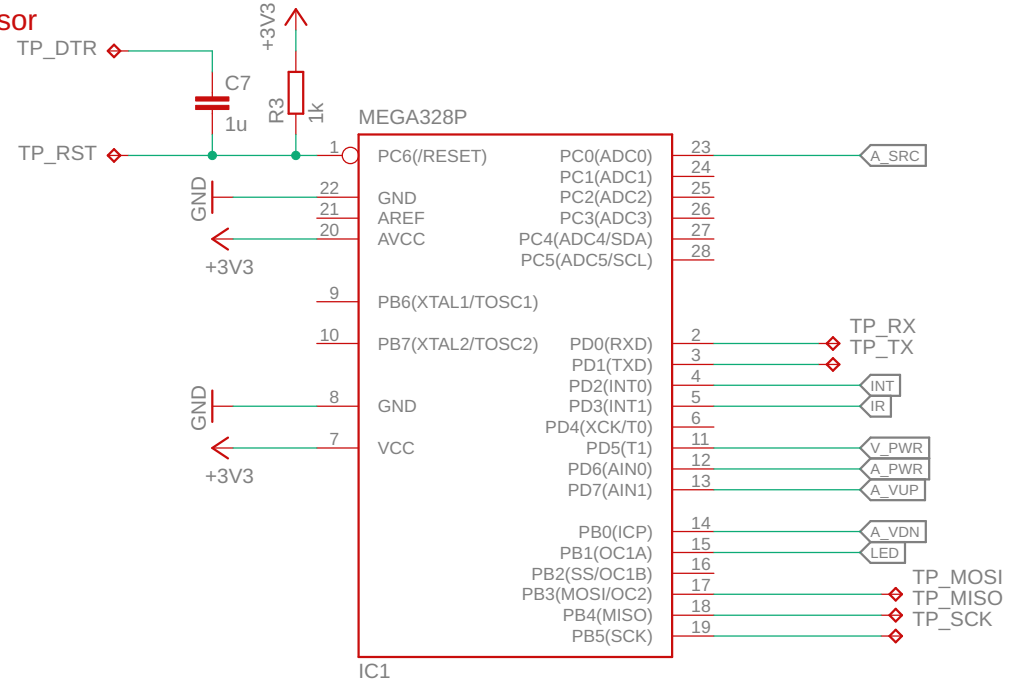 sor
TP_DTR
+3V3
C7
1u
R3
1k
MEGA328P
TP_RST
1 PC6(/RESET)
PC0(ADC0) 23 A_SRC
PC1(ADC1) 24
GND 22 GND
PC2(ADC2) 25
21 AREF
PC3(ADC3) 26
20 AVCC
PC4(ADC4/SDA) 27
+3V3
PC5(ADC5/SCL) 28
9 PB6(XTAL1/TOSC1)
TP_RX
10 PB7(XTAL2/TOSC2)
PD0(RXD) 2
TP_TX
PD1(TXD) 3
PD2(INT0) 4 INT
GND 8 GND
PD3(INT1) 5 IR
PD4(XCK/T0) 6
7 VCC
PD5(T1) 11 V_PWR
+3V3
PD6(AIN0) 12 A_PWR
PD7(AIN1) 13 A_VUP
PB0(ICP) 14 A_VDN
PB1(OC1A) 15 LED
PB2(SS/OC1B) 16
TP_MOSI
PB3(MOSI/OC2) 17
TP_MISO
PB4(MISO) 18
TP_SCK
PB5(SCK) 19
IC1